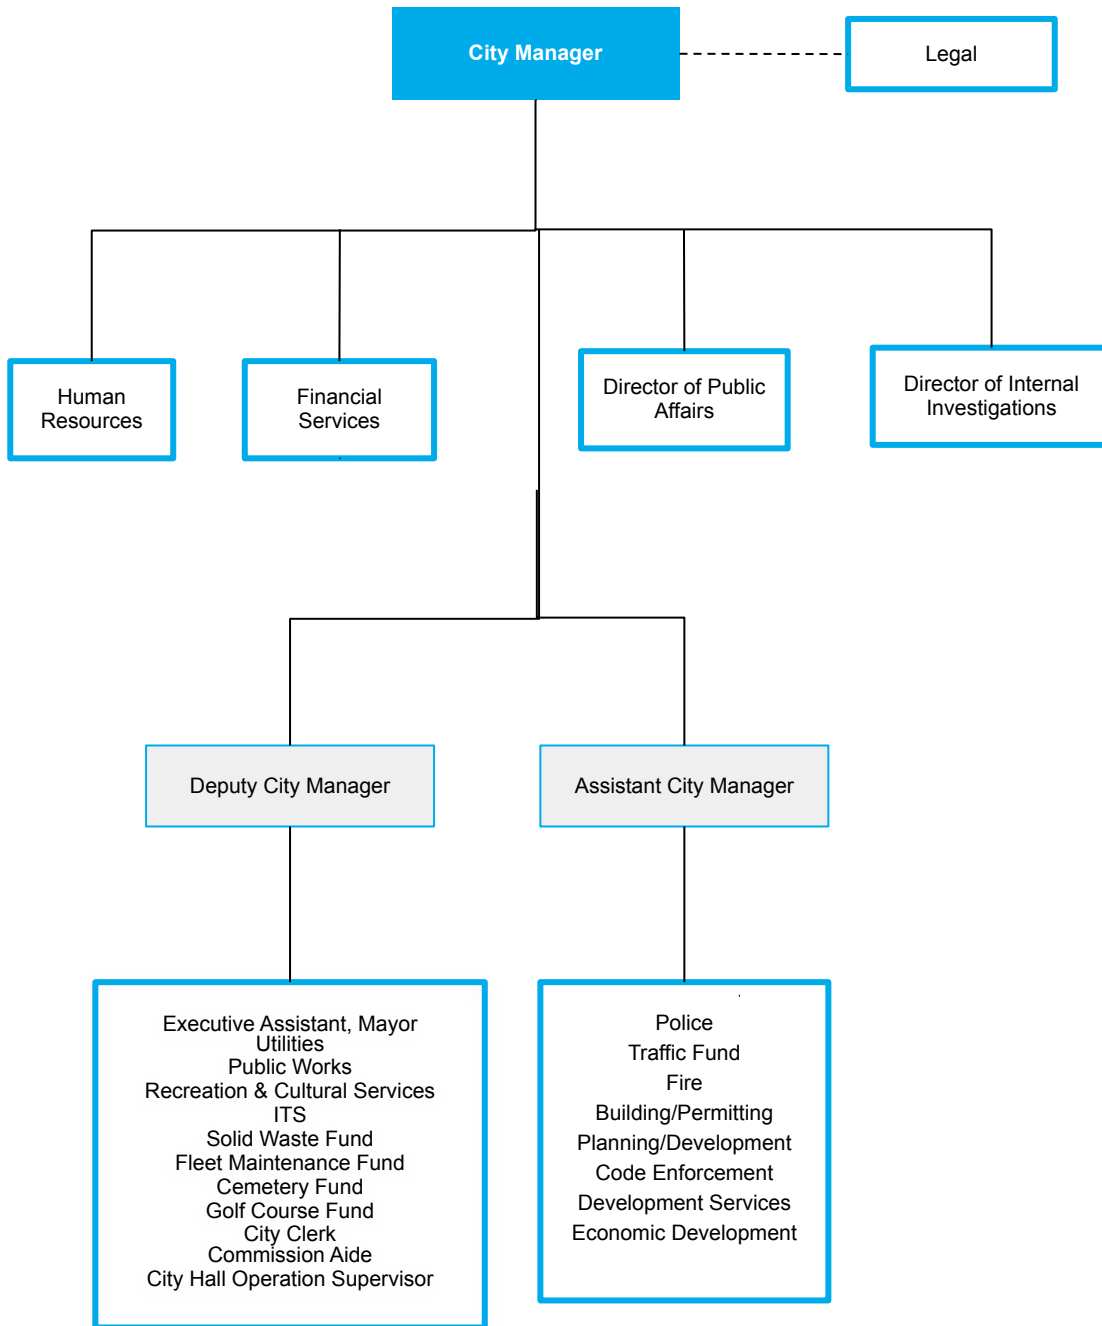 City Manager
Legal
Human
Resources
Financial
Services
Director of Public
Affairs
Director of Internal
Investigations
Deputy City Manager
Assistant City Manager
Executive Assistant, Mayor
Utilities
Public Works
Recreation & Cultural Services
ITS
Solid Waste Fund
Fleet Maintenance Fund
Cemetery Fund
Golf Course Fund
City Clerk
Commission Aide
City Hall Operation Supervisor
Police
Traffic Fund
Fire
Building/Permitting
Planning/Development
Code Enforcement
Development Services
Economic Development